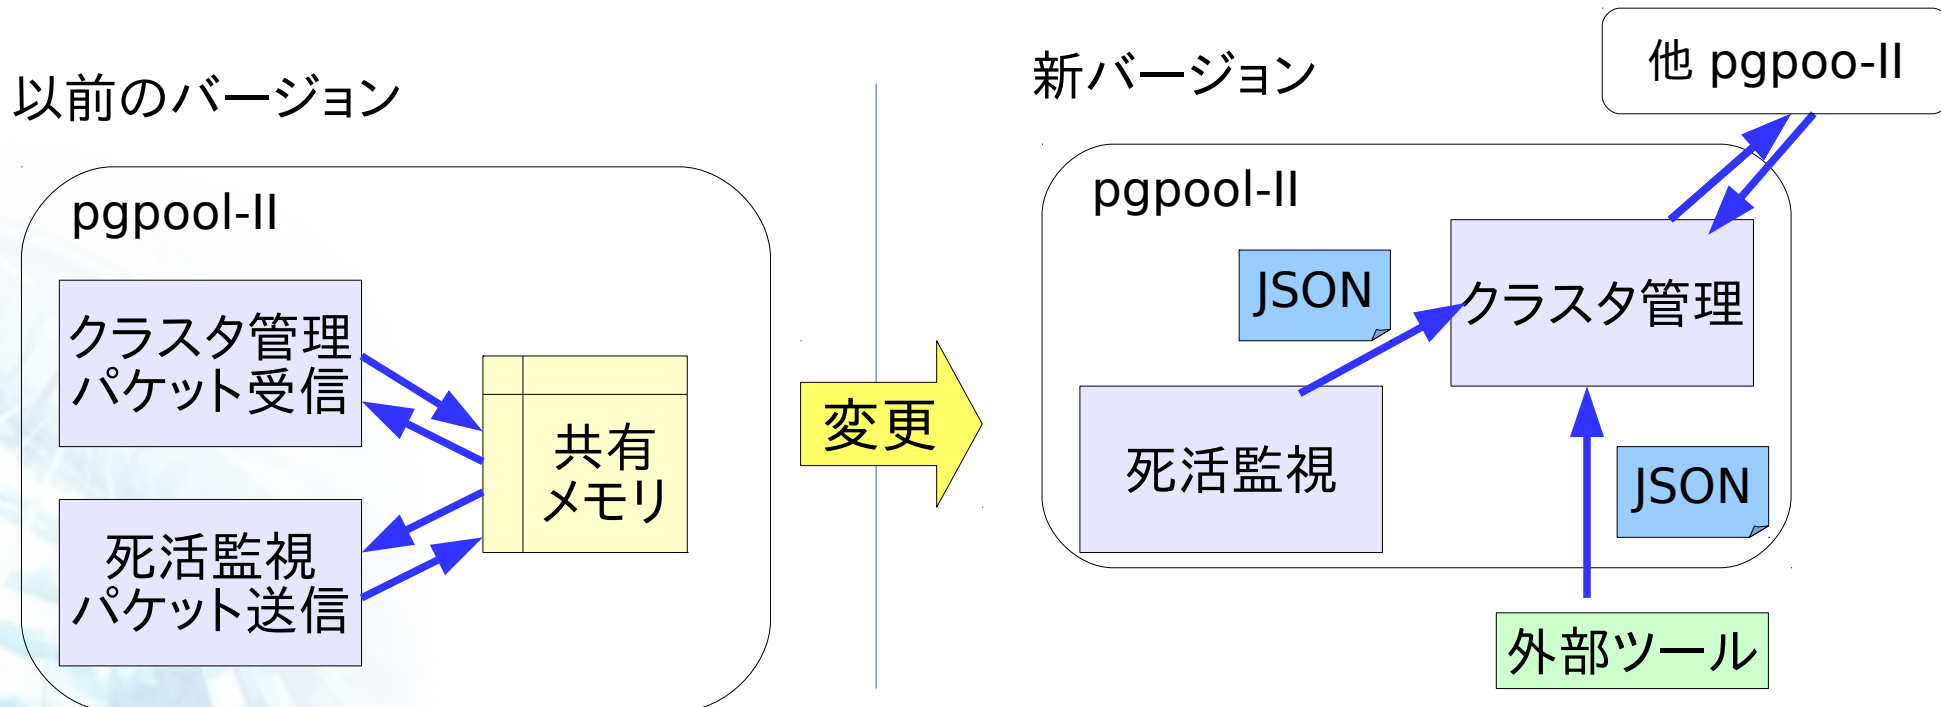 以前のバージョン
pgpool-II
クラスタ管理
パケット受信
死活監視
パケット送信
共有
メモリ
変更
新バージョン
他 pgpoo-II
pgpool-II
JSON
クラスタ管理
死活監視
JSON
外部ツール